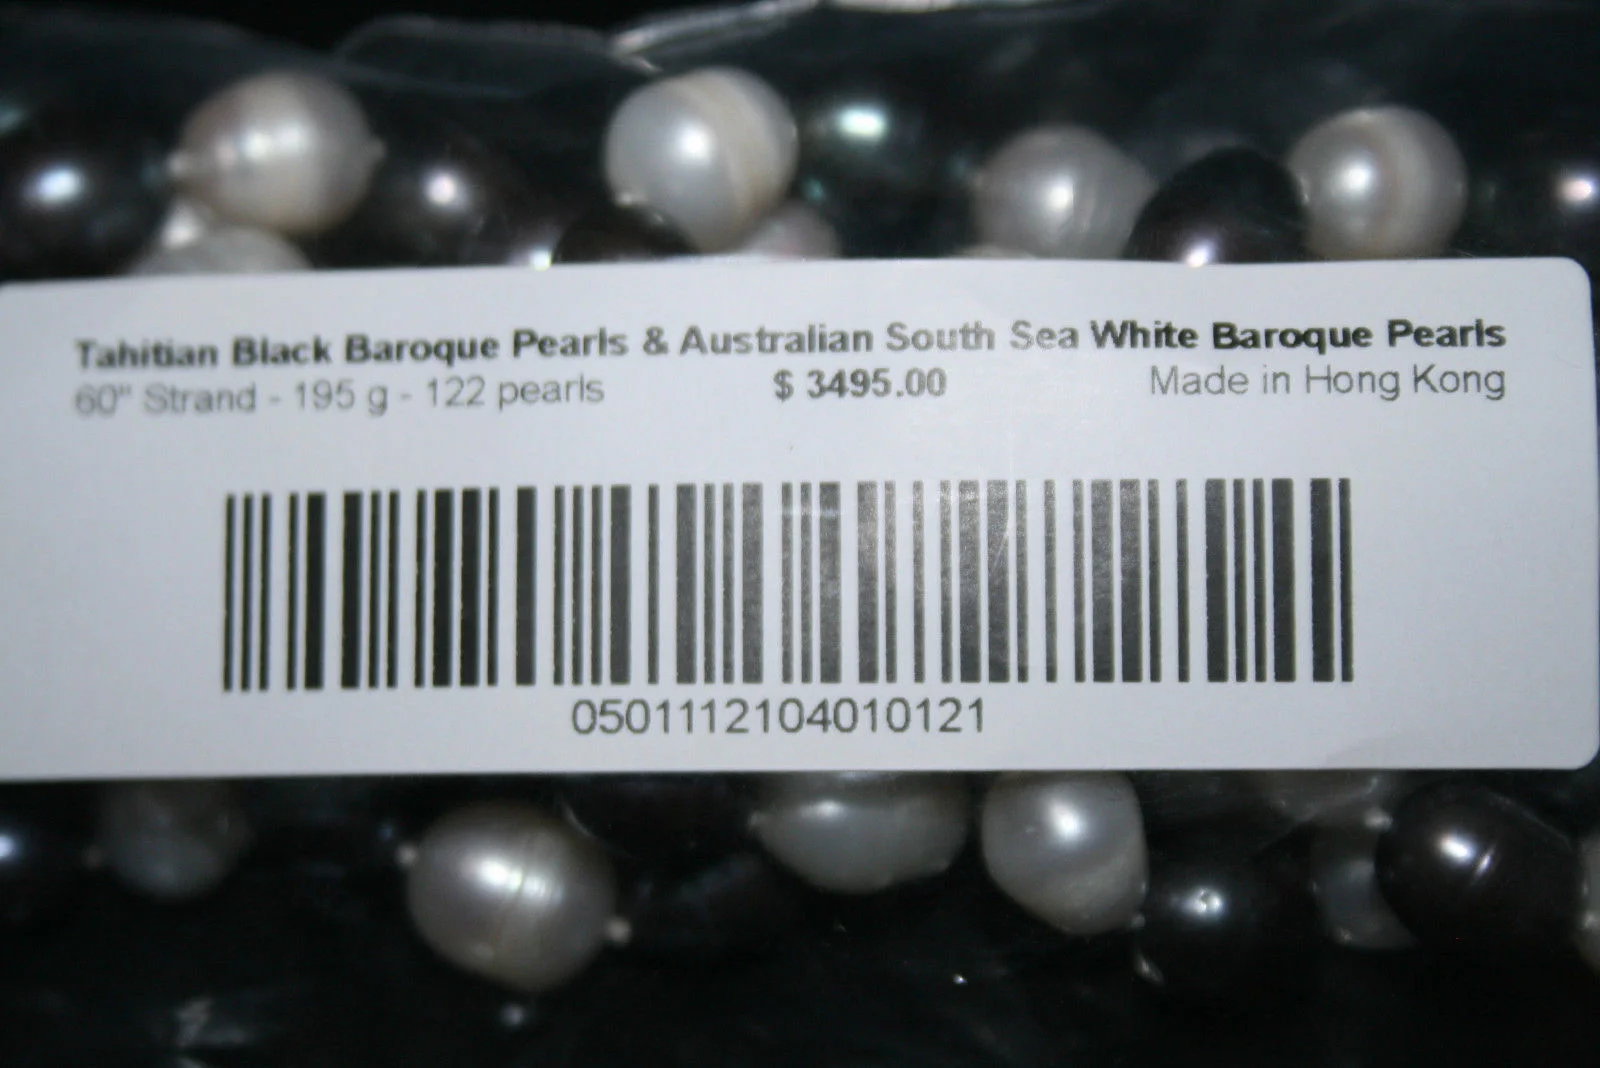 Tahitian Black Baroque Pearls & Australian South Sea White Baroque Pearls
60" Strand - 195 g - 122 pearls $ 3495.00 Made in Hong Kong
0501112104010121